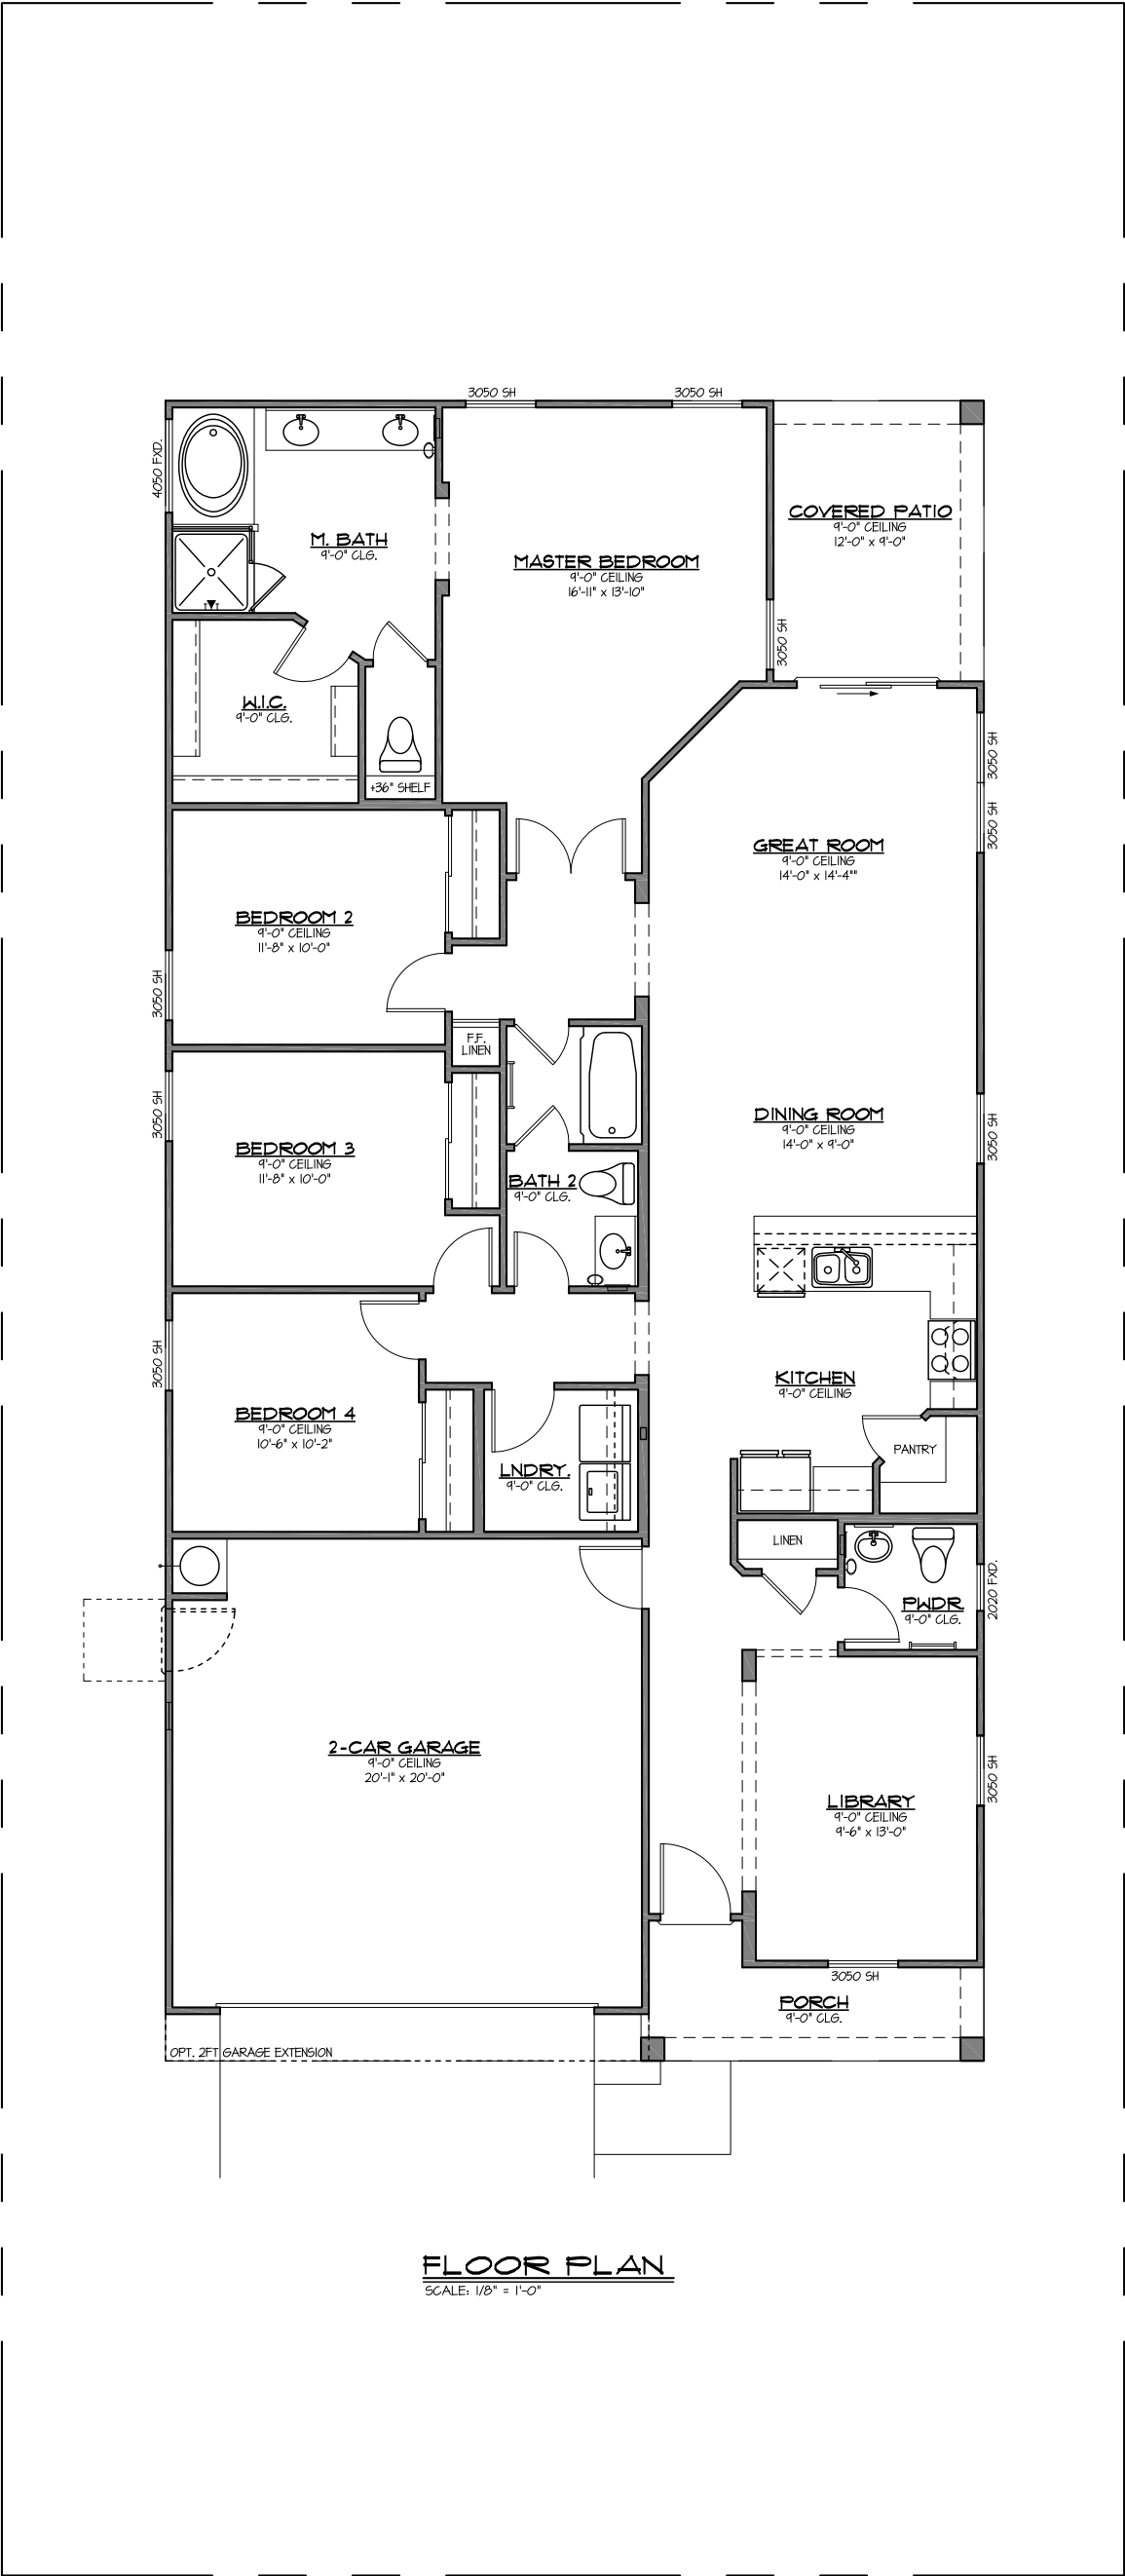 3050 SH
3050 SH
4050 FXD.
M. BATH
9'-0" CLG.
MASTER BEDROOM
9'-0" CEILING
16'-11" x 13'-10"
COVERED PATIO
9'-0" CEILING
12'-0" x 9'-0"
3050 SH
W.I.C.
9'-0" CLG.
+36" SHELF
3050 SH
3050 SH
GREAT ROOM
9'-0" CEILING
14'-0" x 14'-4""
BEDROOM 2
9'-0" CEILING
11'-8" x 10'-0"
3050 SH
F.F.
LINEN
3050 SH
BEDROOM 3
9'-0" CEILING
11'-8" x 10'-0"
DINING ROOM
9'-0" CEILING
14'-0" x 9'-0"
3050 SH
BATH 2
9'-0" CLG.
3050 SH
KITCHEN
9'-0" CEILING
BEDROOM 4
9'-0" CEILING
10'-6" x 10'-2"
PANTRY
LNDRY.
9'-0" CLG.
LINEN
PWDR.
9'-0" CLG.
2020 FXD.
2-CAR GARAGE
9'-0" CEILING
20'-1" x 20'-0"
3050 SH
LIBRARY
9'-0" CEILING
9'-6" x 13'-0"
3050 SH
PORCH
9'-0" CLG.
OPT. 2FT GARAGE EXTENSION
FLOOR PLAN
SCALE: 1/8" = 1'-0"